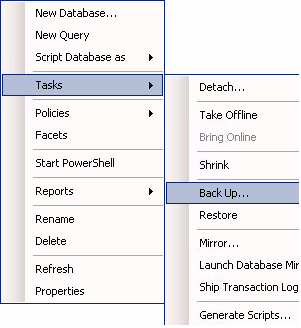 New Database...
New Query
Script Database as
Tasks
Policies
Facets
Start PowerShell
Reports
Rename
Delete
Refresh
Properties
Detach...
Take Offline
Bring Online
Shrink
Back Up...
Restore
Mirror...
Launch Database Mir
Ship Transaction Log
Generate Scripts...